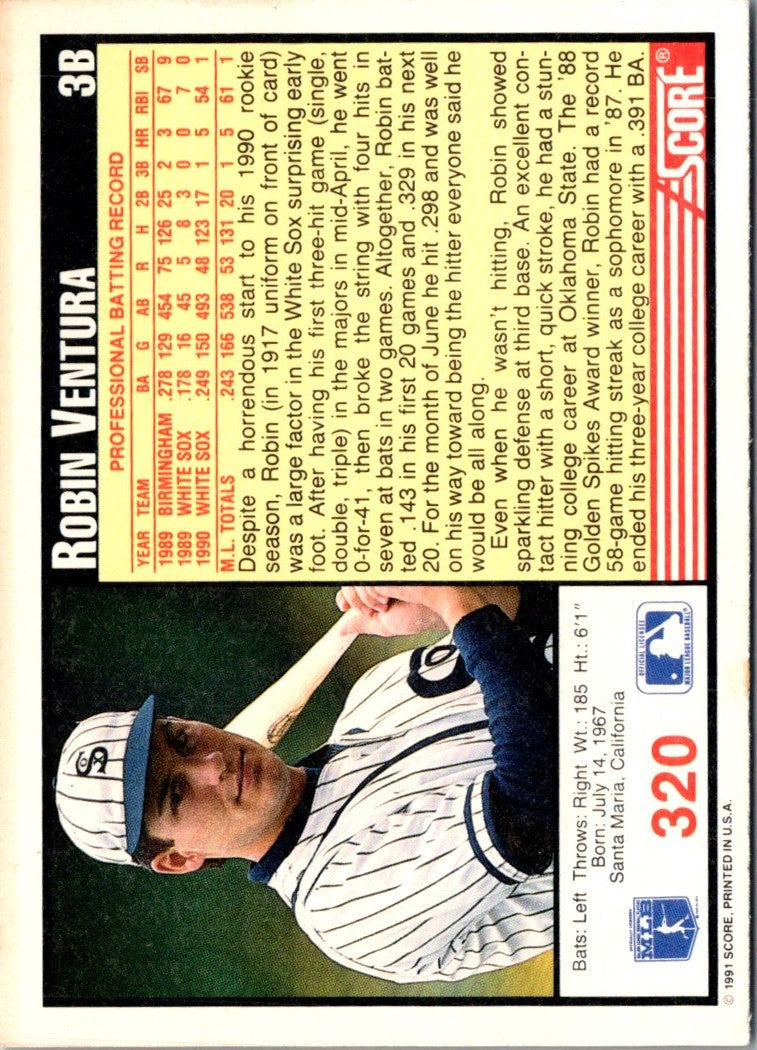 ROBIN VENTURA 3B
PROFESSIONAL BATTING RECORD
YEAR TEAM BA G AB R H 2B 3B HR RBI SB
1989 BIRMINGHAM .278 129 454 75 126 25 2 3 67 9
1989 WHITE SOX .178 16 45 5 8 3 0 0 7 0
1990 WHITE SOX .249 150 493 48 123 17 1 5 54 1
M.L. TOTALS .243 166 538 53 131 20 1 5 61 1
Despite a horrendous start to his 1990 rookie
season, Robin (in 1917 uniform on front of card)
was a large factor in the White Sox surprising early
foot. After having his first three-hit game (single,
double, triple) in the majors in mid-April, he went
0-for-41, then broke the string with four hits in
seven at bats in two games. Altogether, Robin bat-
ted .143 in his first 20 games and .329 in his next
20. For the month of June he hit .298 and was well
on his way toward being the hitter everyone said he
would be all along.
Even when he wasn't hitting, Robin showed
sparkling defense at third base. An excellent con-
tact hitter with a short, quick stroke, he had a stun-
ning college career at Oklahoma State. The '88
Golden Spikes Award winner, Robin had a record
58-game hitting streak as a sophomore in '87. He
ended his three-year college career with a .391 BA.
SCORE®
Bats: Left Throws: Right Wt.: 185 Ht.: 6'1"
Born: July 14, 1967
Santa Maria, California
320
MLB
OFFICIAL LICENSEE
MAJOR LEAGUE BASEBALL
© 1991 SCORE, PRINTED IN U.S.A.